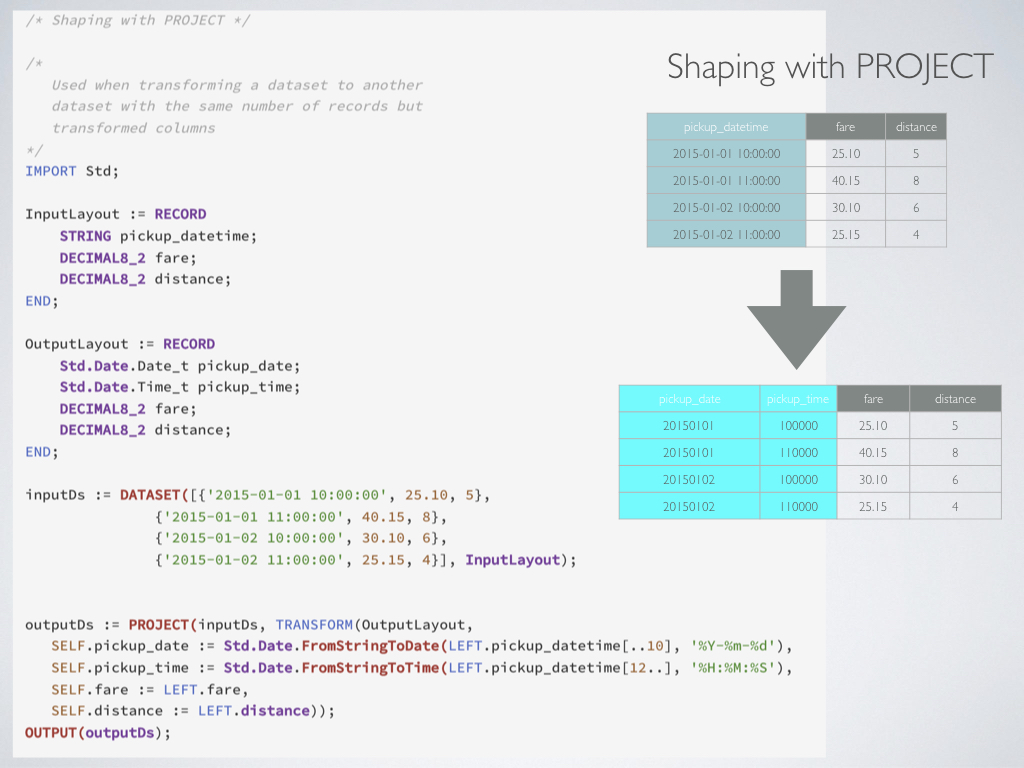 /* Shaping with PROJECT */
/*
Used when transforming a dataset to another
dataset with the same number of records but
transformed columns
*/
IMPORT Std;
InputLayout := RECORD
STRING pickup_datetime;
DECIMAL8_2 fare;
DECIMAL8_2 distance;
END;
OutputLayout := RECORD
Std.Date.Date_t pickup_date;
Std.Date.Time_t pickup_time;
DECIMAL8_2 fare;
DECIMAL8_2 distance;
END;
inputDs := DATASET([{'2015-01-01 10:00:00', 25.10, 5},
{'2015-01-01 11:00:00', 40.15, 8},
{'2015-01-02 10:00:00', 30.10, 6},
{'2015-01-02 11:00:00', 25.15, 4}], InputLayout);
outputDs := PROJECT(inputDs, TRANSFORM(OutputLayout,
SELF.pickup_date := Std.Date.FromStringToDate(LEFT.pickup_datetime[..10], '%Y-%m-%d'),
SELF.pickup_time := Std.Date.FromStringToTime(LEFT.pickup_datetime[12..], '%H:%M:%S'),
SELF.fare := LEFT.fare,
SELF.distance := LEFT.distance));
OUTPUT(outputDs);
Shaping with PROJECT
pickup_datetime fare distance
2015-01-01 10:00:00 25.10 5
2015-01-01 11:00:00 40.15 8
2015-01-02 10:00:00 30.10 6
2015-01-02 11:00:00 25.15 4
pickup_date pickup_time fare distance
20150101 100000 25.10 5
20150101 110000 40.15 8
20150102 100000 30.10 6
20150102 110000 25.15 4